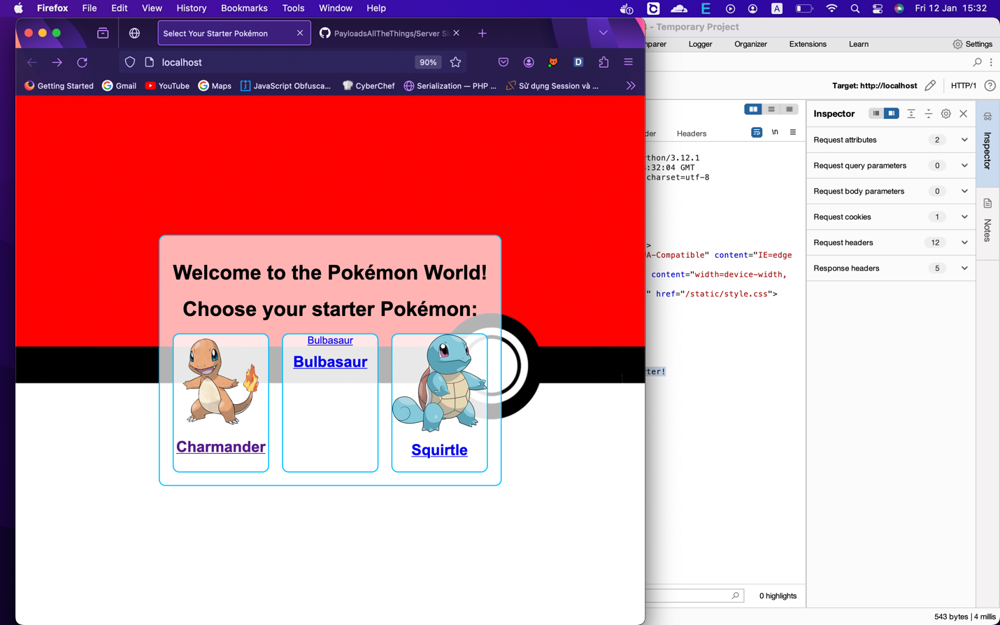 Firefox File Edit View History Bookmarks Tools Window Help
E A Fri 12 Jan 15:32
Select Your Starter Pokémon
PayloadsAllTheThings/Server Si
- Temporary Project
parer Logger Organizer Extensions Learn Settings
localhost 90% D
Getting Started Gmail YouTube Maps JavaScript Obfusca... CyberChef Serialization — PHP ... Sử dụng Session và ...
Target: http://localhost HTTP/1
Welcome to the Pokémon World!
Choose your starter Pokémon:
Charmander
Bulbasaur
Bulbasaur
Squirtle
der Headers \n
thon/3.12.1
:32:04 GMT
charset=utf-8
>
A-Compatible" content="IE=edge
content="width=device-width,
" href="/static/style.css">
ter!
0 highlights
Inspector
Request attributes 2
Request query parameters 0
Request body parameters 0
Request cookies 1
Request headers 12
Response headers 5
Inspector
Notes
543 bytes | 4 millis